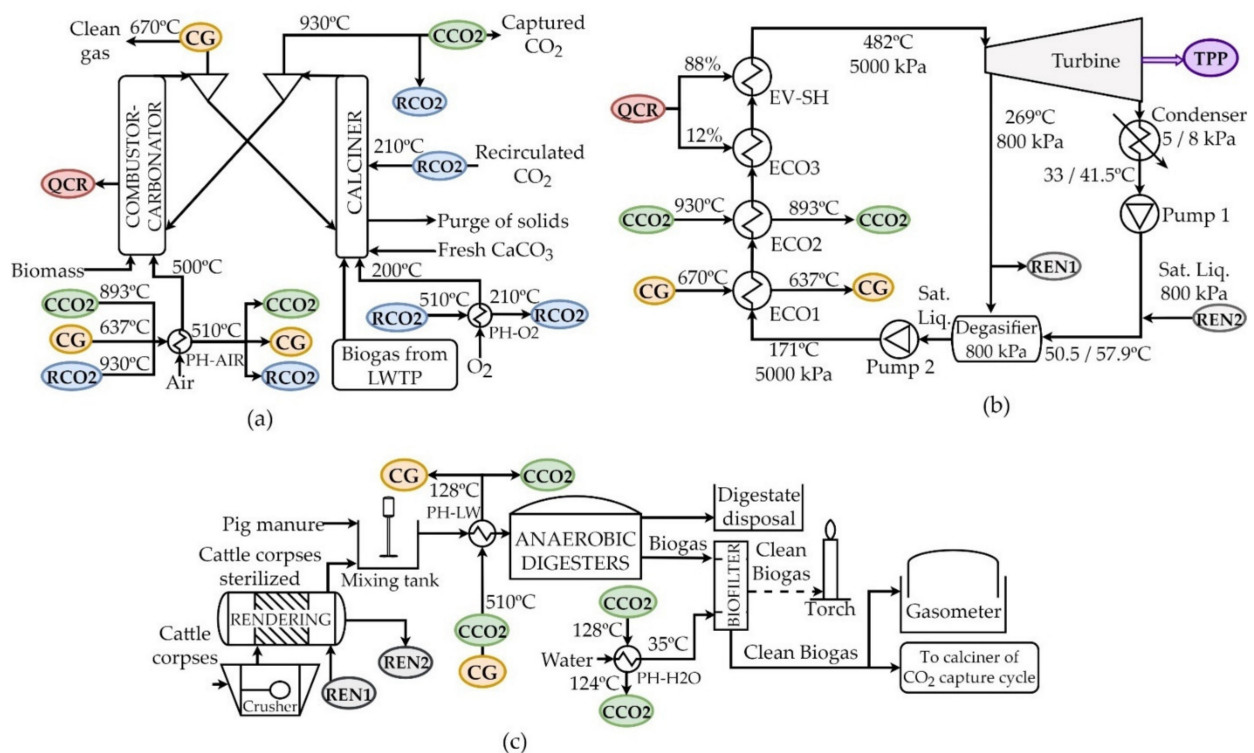 Clean
gas
670ºC
CG
930ºC
CCO2
Captured
CO2
RCO2
COMBUSTOR-
CARBONATOR
CALCINER
210ºC
RCO2
Recirculated
CO2
QCR
Purge of solids
Fresh CaCO3
Biomass
500ºC
200ºC
CCO2
893ºC
CCO2
CG
637ºC
510ºC
CG
RCO2
930ºC
PH-AIR
RCO2
Air
RCO2
510ºC
210ºC
RCO2
PH-O2
O2
Biogas from
LWTP
(a)
482ºC
5000 kPa
Turbine
TPP
88%
EV-SH
QCR
12%
ECO3
269ºC
800 kPa
Condenser
5 / 8 kPa
33 / 41.5ºC
CCO2
930ºC
893ºC
CCO2
ECO2
Pump 1
CG
670ºC
637ºC
CG
ECO1
REN1
Sat. Liq.
800 kPa
REN2
Sat.
Liq.
Degasifier
800 kPa
50.5 / 57.9ºC
171ºC
5000 kPa
Pump 2
(b)
CG
CCO2
128ºC
PH-LW
Pig manure
Cattle corpses
sterilized
Mixing tank
ANAEROBIC
DIGESTERS
Digestate
disposal
Biogas
BIOFILTER
Clean
Biogas
Torch
Gasometer
RENDERING
510ºC
CCO2
CG
Cattle
corpses
REN2
Crusher
REN1
CCO2
128ºC
35ºC
Water
124ºC
PH-H2O
CCO2
Clean Biogas
To calciner of
CO2 capture cycle
(c)